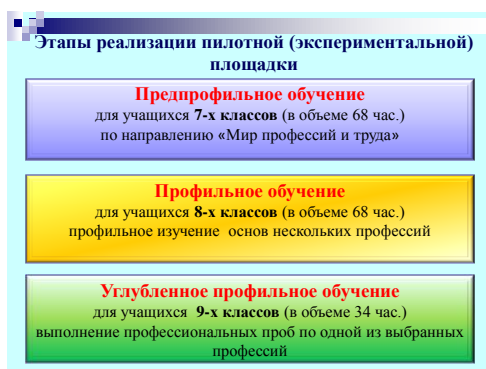 Этапы реализации пилотной (экспериментальной)
площадки
Предпрофильное обучение
для учащихся 7-х классов (в объеме 68 час.)
по направлению «Мир профессий и труда»
Профильное обучение
для учащихся 8-х классов (в объеме 68 час.)
профильное изучение основ нескольких профессий
Углубленное профильное обучение
для учащихся 9-х классов (в объеме 34 час.)
выполнение профессиональных проб по одной из выбранных
профессий